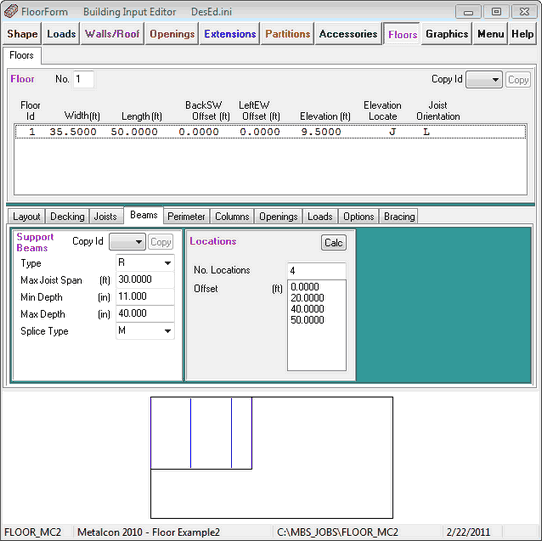 FloorForm Building Input Editor DesEd.ini
Shape Loads Walls/Roof Openings Extensions Partitions Accessories Floors Graphics Menu Help
Floors
Floor No. 1 Copy Id Copy
Floor Id Width(ft) Length(ft) BackSW Offset (ft) LeftEW Offset (ft) Elevation (ft) Elevation Locate Joist Orientation
1 35.5000 50.0000 0.0000 0.0000 9.5000 J L
Layout Decking Joists Beams Perimeter Columns Openings Loads Options Bracing
Support Beams Copy Id Copy
Type R
Max Joist Span (ft) 30.0000
Min Depth (in) 11.000
Max Depth (in) 40.000
Splice Type M
Locations Calc
No. Locations 4
Offset (ft) 0.0000
20.0000
40.0000
50.0000
FLOOR_MC2 Metalcon 2010 - Floor Example2 C:\MBS_JOBS\FLOOR_MC2 2/22/2011